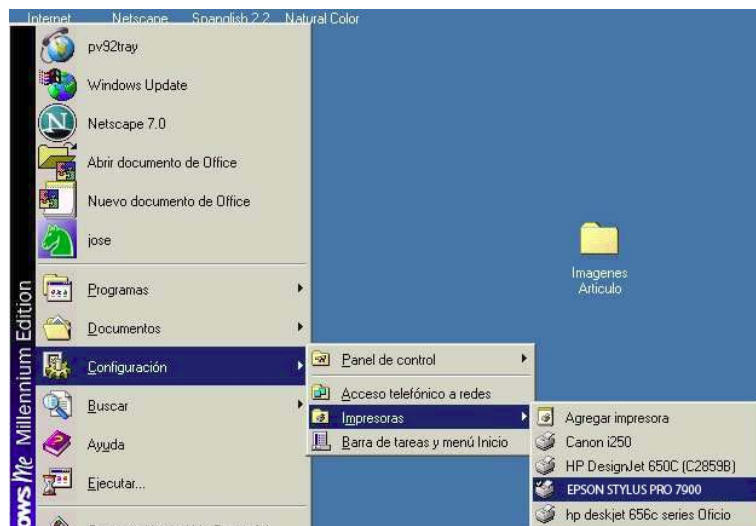 Internet Netscape Spanglish 2.2 Natural Color
pv92tray
Windows Update
Netscape 7.0
Abrir documento de Office
Nuevo documento de Office
jose
Programas
Documentos
Configuración
Buscar
Ayuda
Ejecutar...
Panel de control
Acceso telefónico a redes
Impresoras
Barra de tareas y menú Inicio
Agregar impresora
Canon i250
HP DesignJet 650C (C2859B)
EPSON STYLUS PRO 7900
hp deskjet 656c series Oficio
Imagenes
Articulo
ows Me Millennium Edition